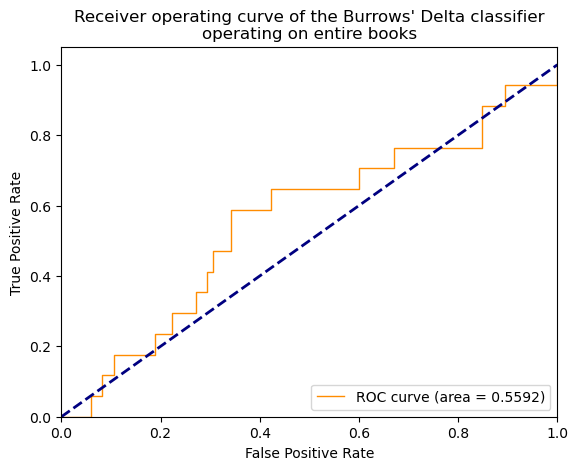 Receiver operating curve of the Burrows' Delta classifier
operating on entire books
1.0
0.8
0.6
0.4
0.2
0.0
True Positive Rate
ROC curve (area = 0.5592)
0.0 0.2 0.4 0.6 0.8 1.0
False Positive Rate